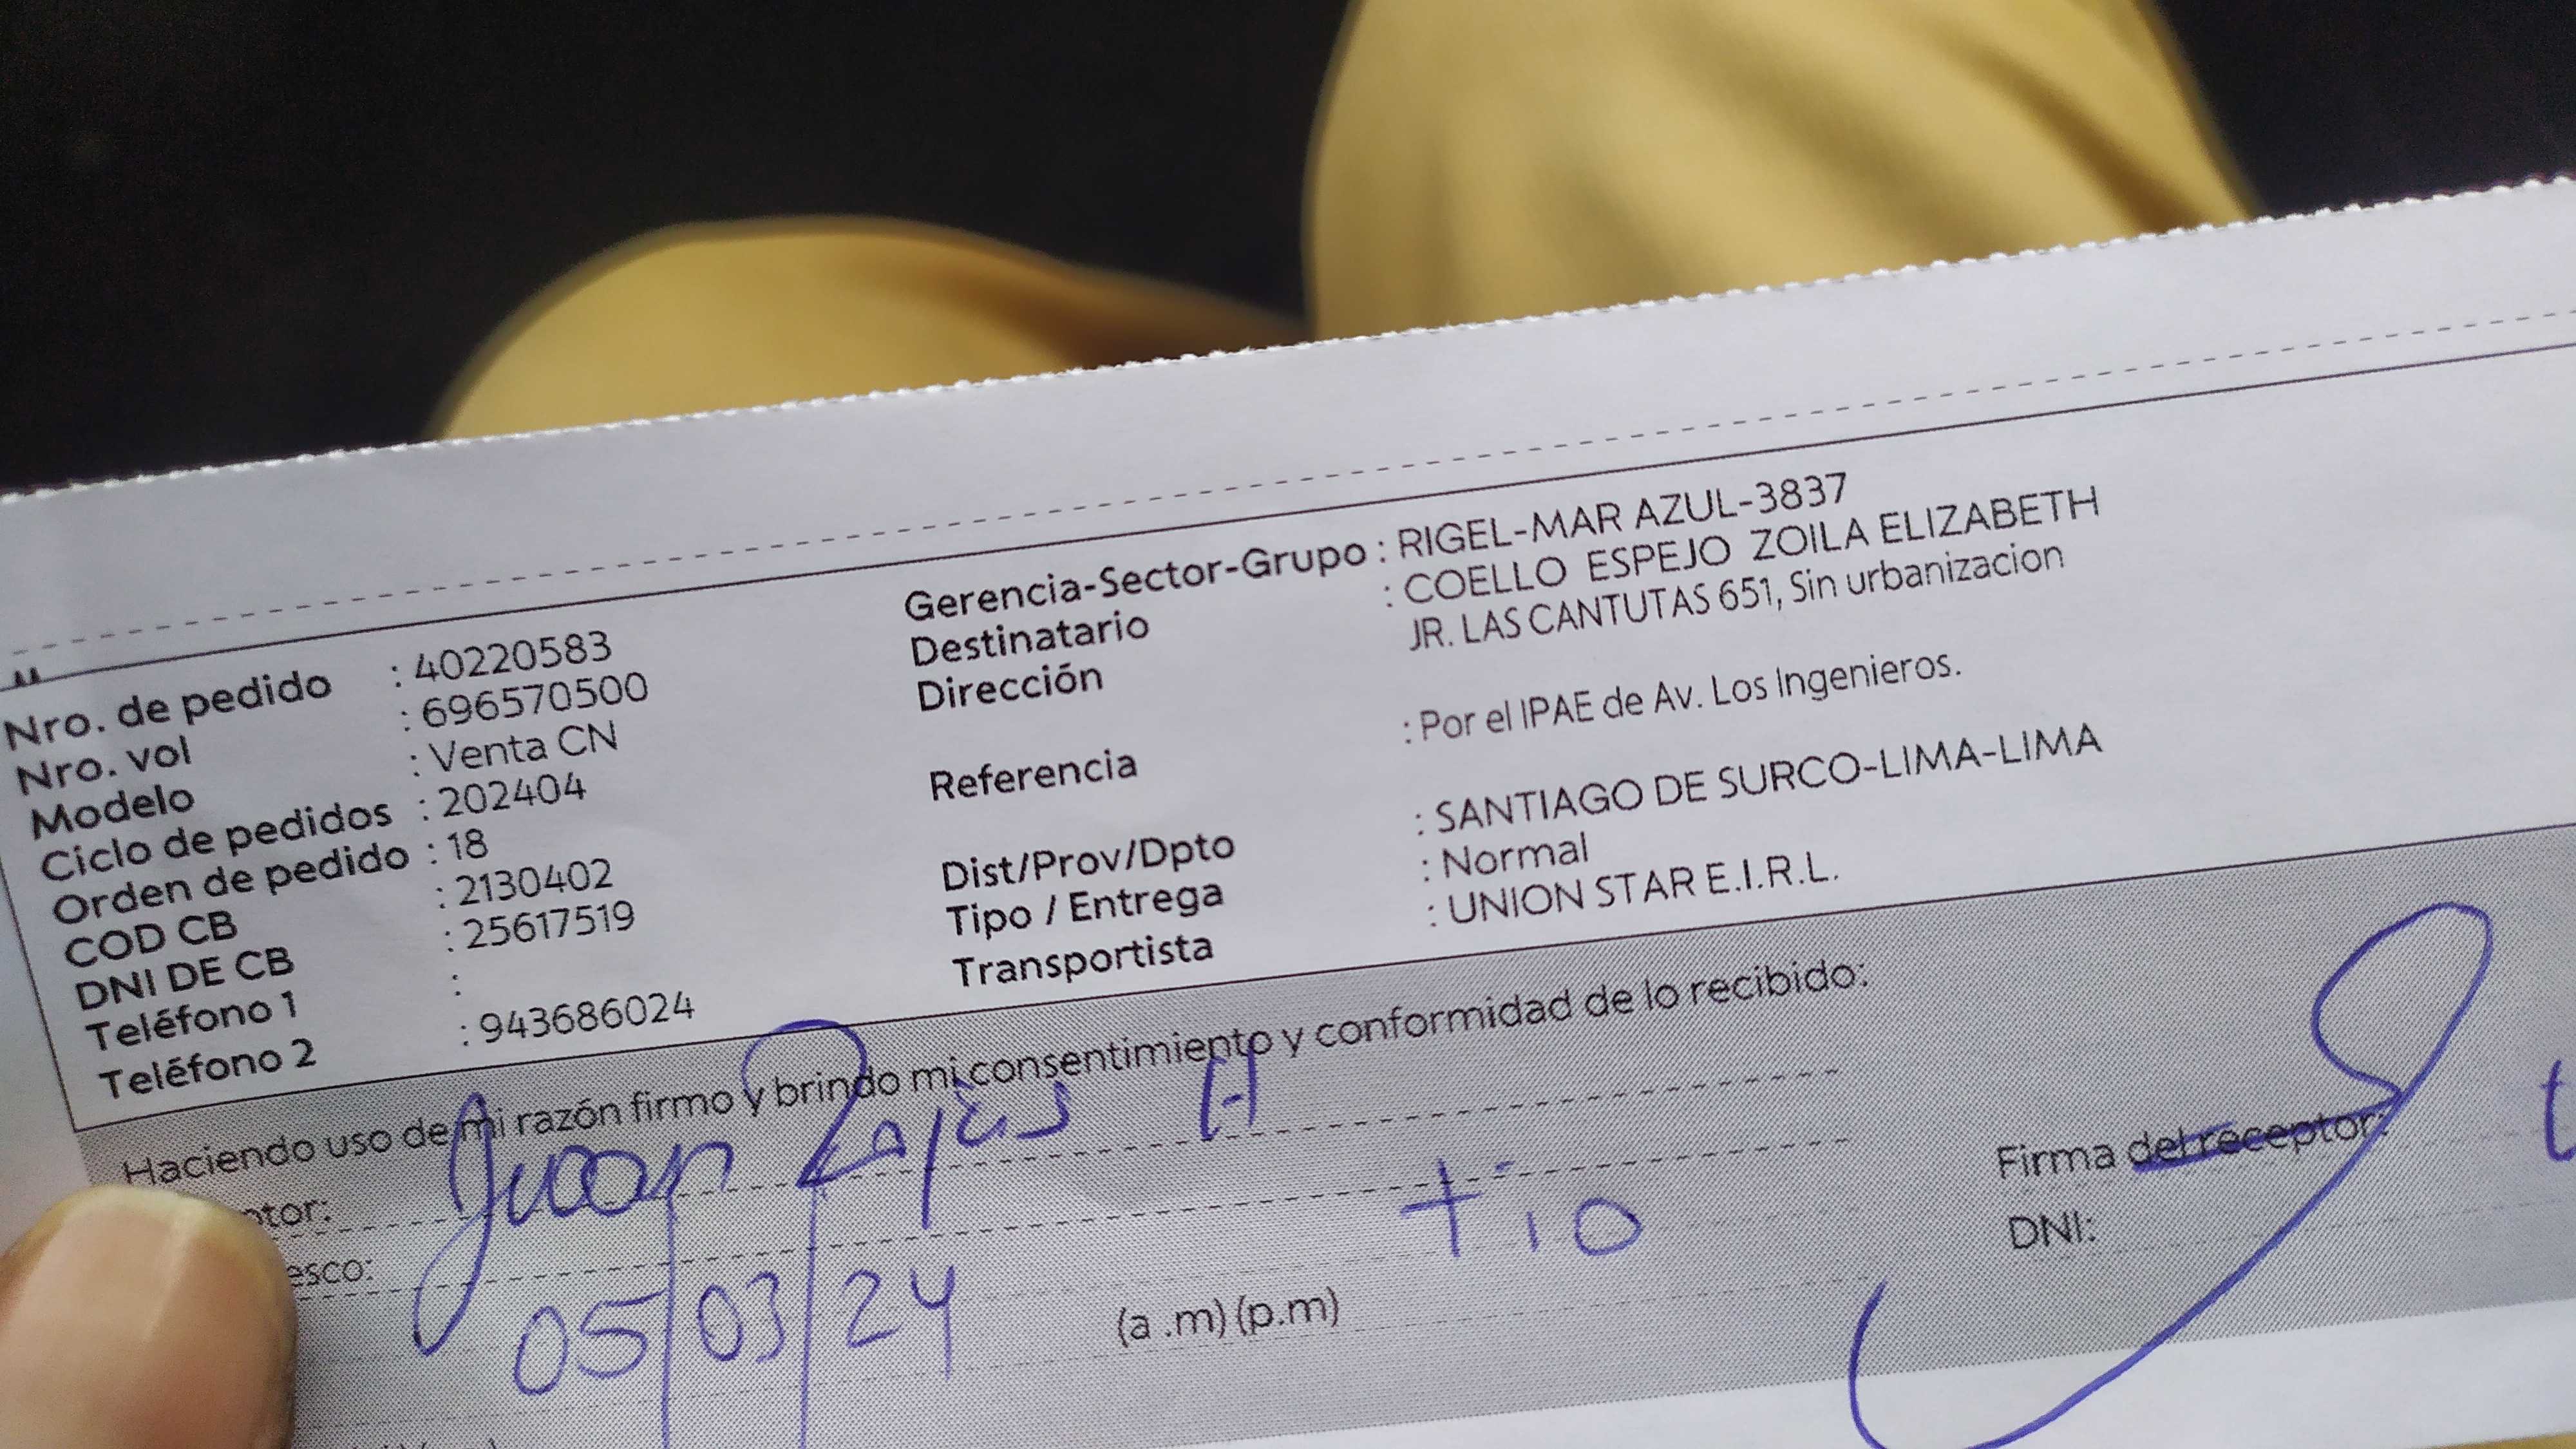 Nro. de pedido : 40220583
Nro. vol : 696570500
Modelo : Venta CN
Ciclo de pedidos : 202404
Orden de pedido : 18
COD CB : 2130402
DNI DE CB : 25617519
Teléfono 1 :
Teléfono 2 : 943686024
Gerencia-Sector-Grupo : RIGEL-MAR AZUL-3837
Destinatario : COELLO ESPEJO ZOILA ELIZABETH
Dirección JR. LAS CANTUTAS 651, Sin urbanizacion
Referencia : Por el IPAE de Av. Los Ingenieros.
Dist/Prov/Dpto : SANTIAGO DE SURCO-LIMA-LIMA
Tipo / Entrega : Normal
Transportista : UNION STAR E.I.R.L.
Haciendo uso de mi razón firmo y brindo mi consentimiento y conformidad de lo recibido:
otor: Juan
esco: tio
05/03/24 (a .m) (p.m)
Firma del receptor:
DNI: